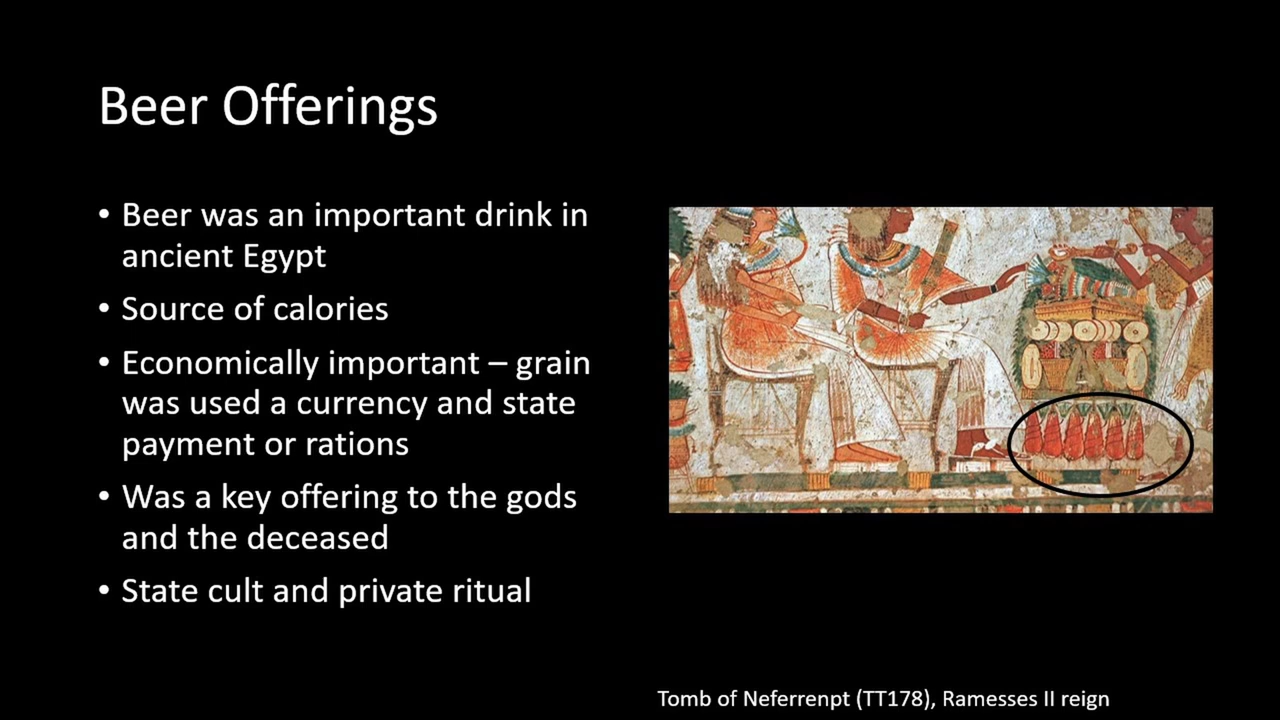 Beer Offerings
• Beer was an important drink in
ancient Egypt
• Source of calories
• Economically important – grain
was used a currency and state
payment or rations
• Was a key offering to the gods
and the deceased
• State cult and private ritual
Tomb of Neferrenpt (TT178), Ramesses II reign